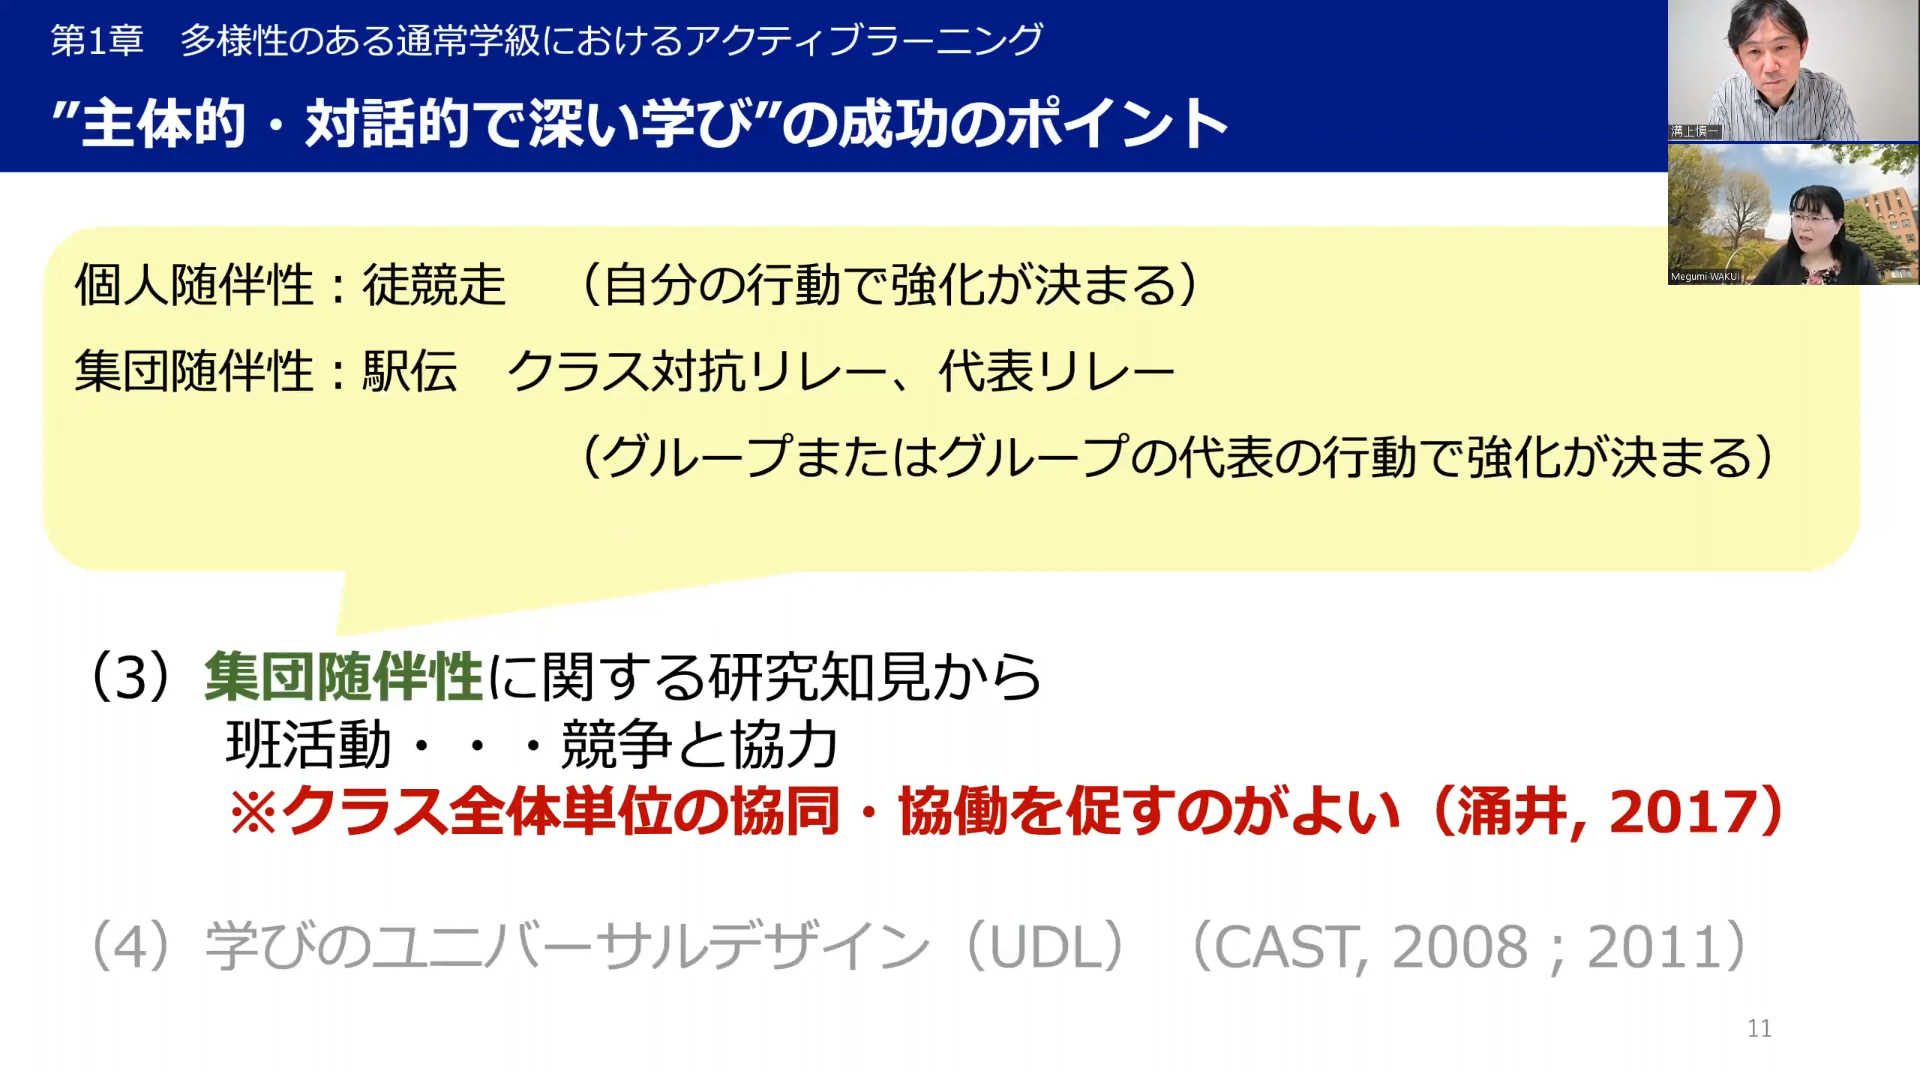 第1章　多様性のある通常学級におけるアクティブラーニング
”主体的・対話的で深い学び”の成功のポイント
溝上慎一
Megumi WAKUI
個人随伴性：徒競走　（自分の行動で強化が決まる）
集団随伴性：駅伝　クラス対抗リレー、代表リレー
（グループまたはグループの代表の行動で強化が決まる）
（3）集団随伴性に関する研究知見から
班活動・・・競争と協力
※クラス全体単位の協同・協働を促すのがよい（涌井, 2017）
（4）学びのユニバーサルデザイン（UDL）（CAST, 2008；2011）
11